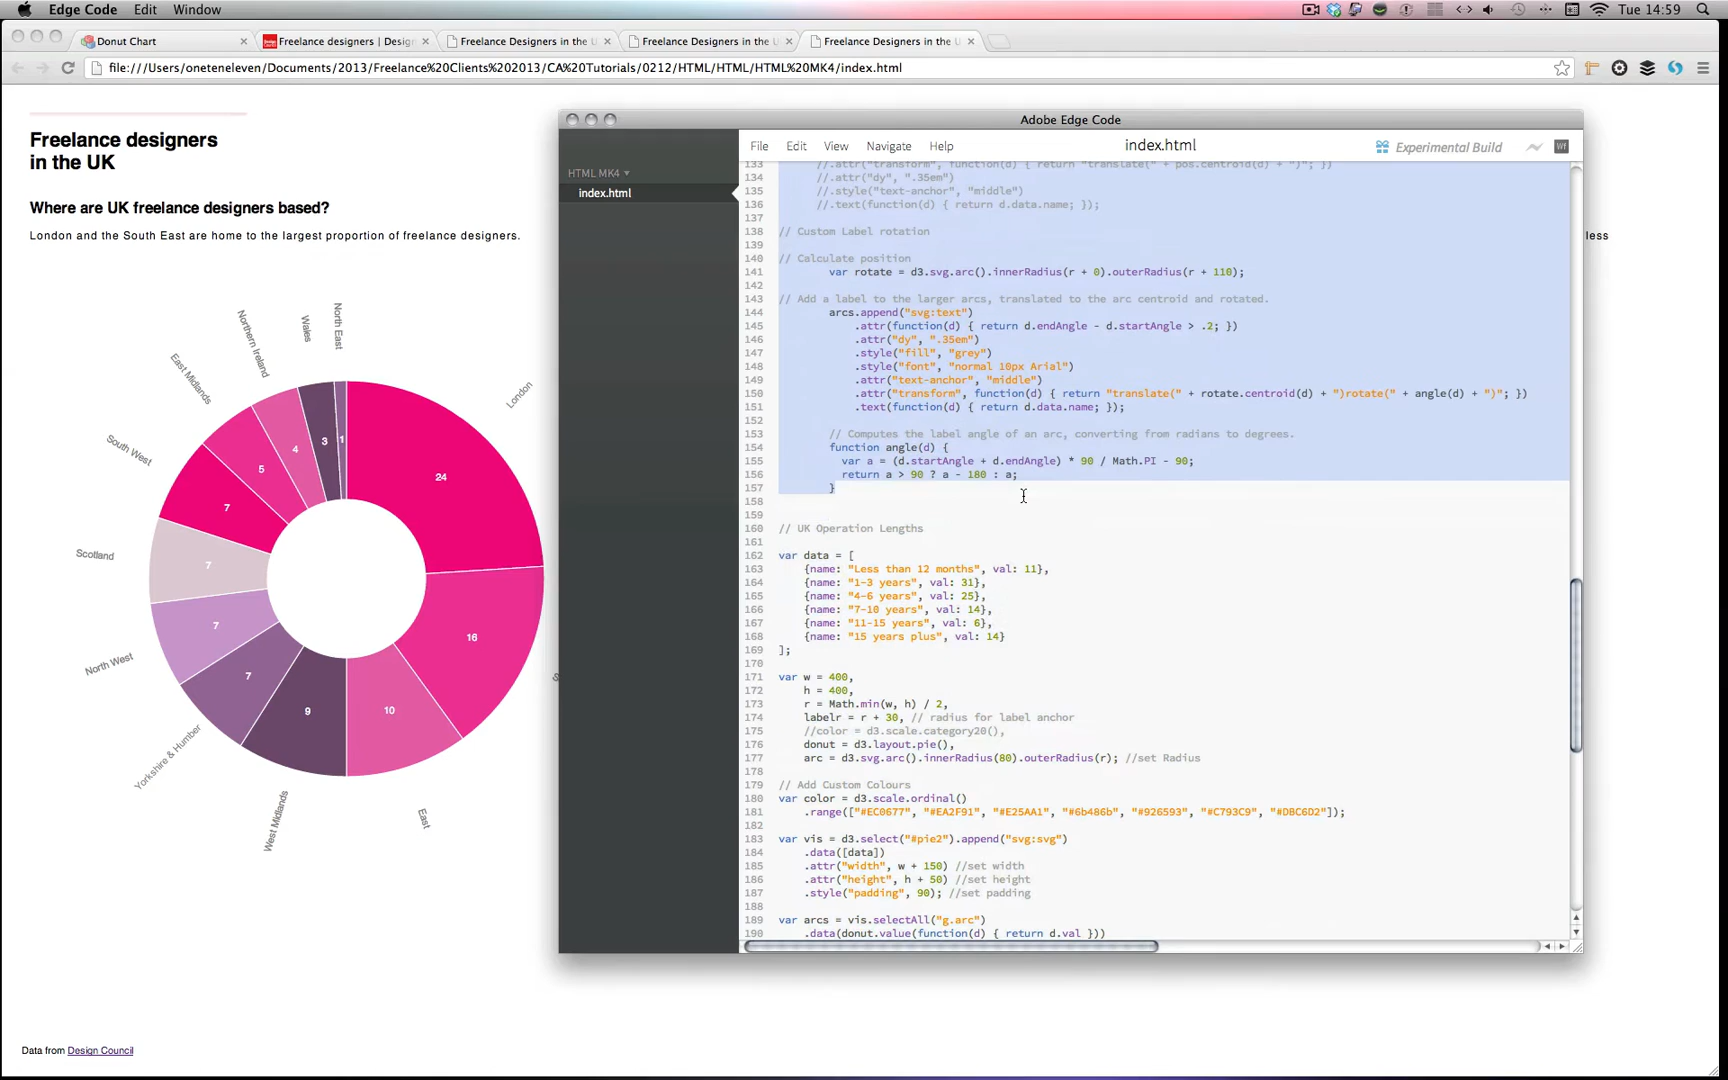 Edge Code Edit Window
Tue 14:59
Donut Chart
Freelance designers | Desig
Freelance Designers in the U
Freelance Designers in the U
Freelance Designers in the U
file:///Users/oneteneleven/Documents/2013/Freelance%20Clients%202013/CA%20Tutorials/0212/HTML/HTML/HTML%20MK4/index.html
Freelance designers
in the UK
Where are UK freelance designers based?
London and the South East are home to the largest proportion of freelance designers.
less
North East
Wales
Northern Ireland
East Midlands
South West
Scotland
North West
Yorkshire & Humber
West Midlands
East
London
24
16
10
9
7
7
7
7
5
4
3
1
Data from Design Council
Adobe Edge Code
File Edit View Navigate Help
index.html
Experimental Build
Wf
HTML MK4
index.html
133 //.attr("transform", function(d) { return "translate(" + pos.centroid(d) + ")"; })
134 //.attr("dy", ".35em")
135 //.style("text-anchor", "middle")
136 //.text(function(d) { return d.data.name; });
137
138 // Custom Label rotation
139
140 // Calculate position
141 var rotate = d3.svg.arc().innerRadius(r + 0).outerRadius(r + 110);
142
143 // Add a label to the larger arcs, translated to the arc centroid and rotated.
144 arcs.append("svg:text")
145 .attr(function(d) { return d.endAngle - d.startAngle > .2; })
146 .attr("dy", ".35em")
147 .style("fill", "grey")
148 .style("font", "normal 10px Arial")
149 .attr("text-anchor", "middle")
150 .attr("transform", function(d) { return "translate(" + rotate.centroid(d) + ")rotate(" + angle(d) + ")"; })
151 .text(function(d) { return d.data.name; });
152
153 // Computes the label angle of an arc, converting from radians to degrees.
154 function angle(d) {
155 var a = (d.startAngle + d.endAngle) * 90 / Math.PI - 90;
156 return a > 90 ? a - 180 : a;
157 }
158
159
160 // UK Operation Lengths
161
162 var data = [
163 {name: "Less than 12 months", val: 11},
164 {name: "1-3 years", val: 31},
165 {name: "4-6 years", val: 25},
166 {name: "7-10 years", val: 14},
167 {name: "11-15 years", val: 6},
168 {name: "15 years plus", val: 14}
169 ];
170
171 var w = 400,
172 h = 400,
173 r = Math.min(w, h) / 2,
174 labelr = r + 30, // radius for label anchor
175 //color = d3.scale.category20(),
176 donut = d3.layout.pie(),
177 arc = d3.svg.arc().innerRadius(80).outerRadius(r); //set Radius
178
179 // Add Custom Colours
180 var color = d3.scale.ordinal()
181 .range(["#EC0677", "#EA2F91", "#E25AA1", "#6b486b", "#926593", "#C793C9", "#DBC6D2"]);
182
183 var vis = d3.select("#pie2").append("svg:svg")
184 .data([data])
185 .attr("width", w + 150) //set width
186 .attr("height", h + 50) //set height
187 .style("padding", 90); //set padding
188
189 var arcs = vis.selectAll("g.arc")
190 .data(donut.value(function(d) { return d.val }))